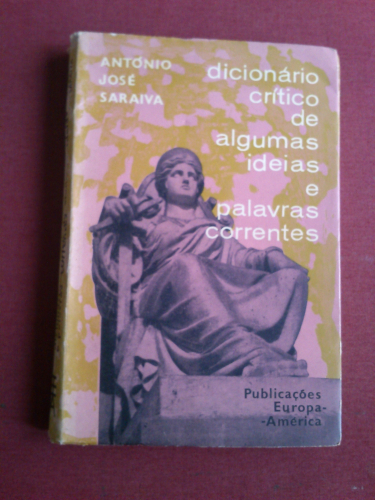 ANTÓNIO
JOSÉ
SARAIVA
dicionário
crítico
de
algumas
ideias
e
palavras
correntes
Publicações
Europa-
-América